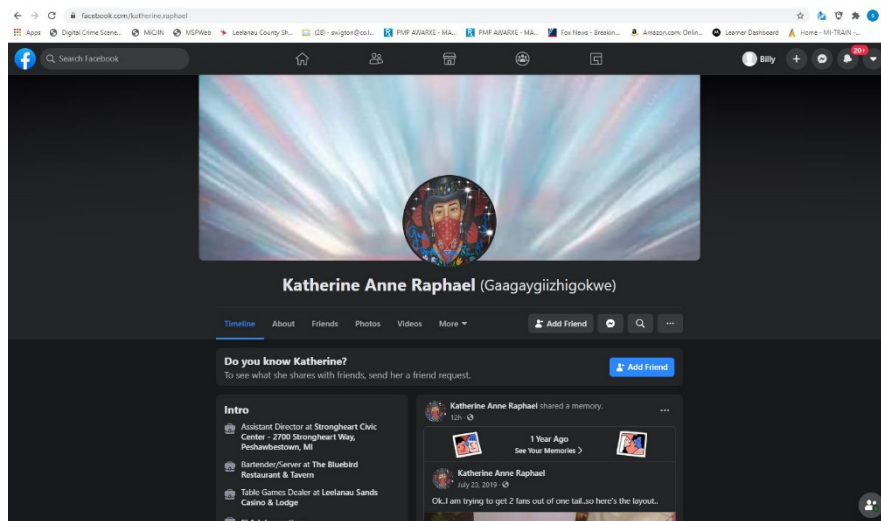 facebook.com/katherine.raphael
Apps Digital Crime Scene... MiCJIN MSPWeb Leelanau County Sh... (28) - swigton@co.l... PMP AWARXE - MA... PMP AWARXE - MA... Fox News - Breakin... Amazon.com: Onlin... Learner Dashboard Home - MI-TRAIN -...
Search Facebook Billy 20+
Katherine Anne Raphael (Gaagaygiizhigokwe)
Timeline About Friends Photos Videos More Add Friend
Do you know Katherine?
To see what she shares with friends, send her a friend request.
Add Friend
Intro
Assistant Director at Strongheart Civic
Center - 2700 Strongheart Way,
Peshawbestown, MI
Bartender/Server at The Bluebird
Restaurant & Tavern
Table Games Dealer at Leelanau Sands
Casino & Lodge
Katherine Anne Raphael shared a memory.
12h
1 Year Ago
See Your Memories
Katherine Anne Raphael
July 23, 2019
Ok..I am trying to get 2 fans out of one tail..so here's the layout..